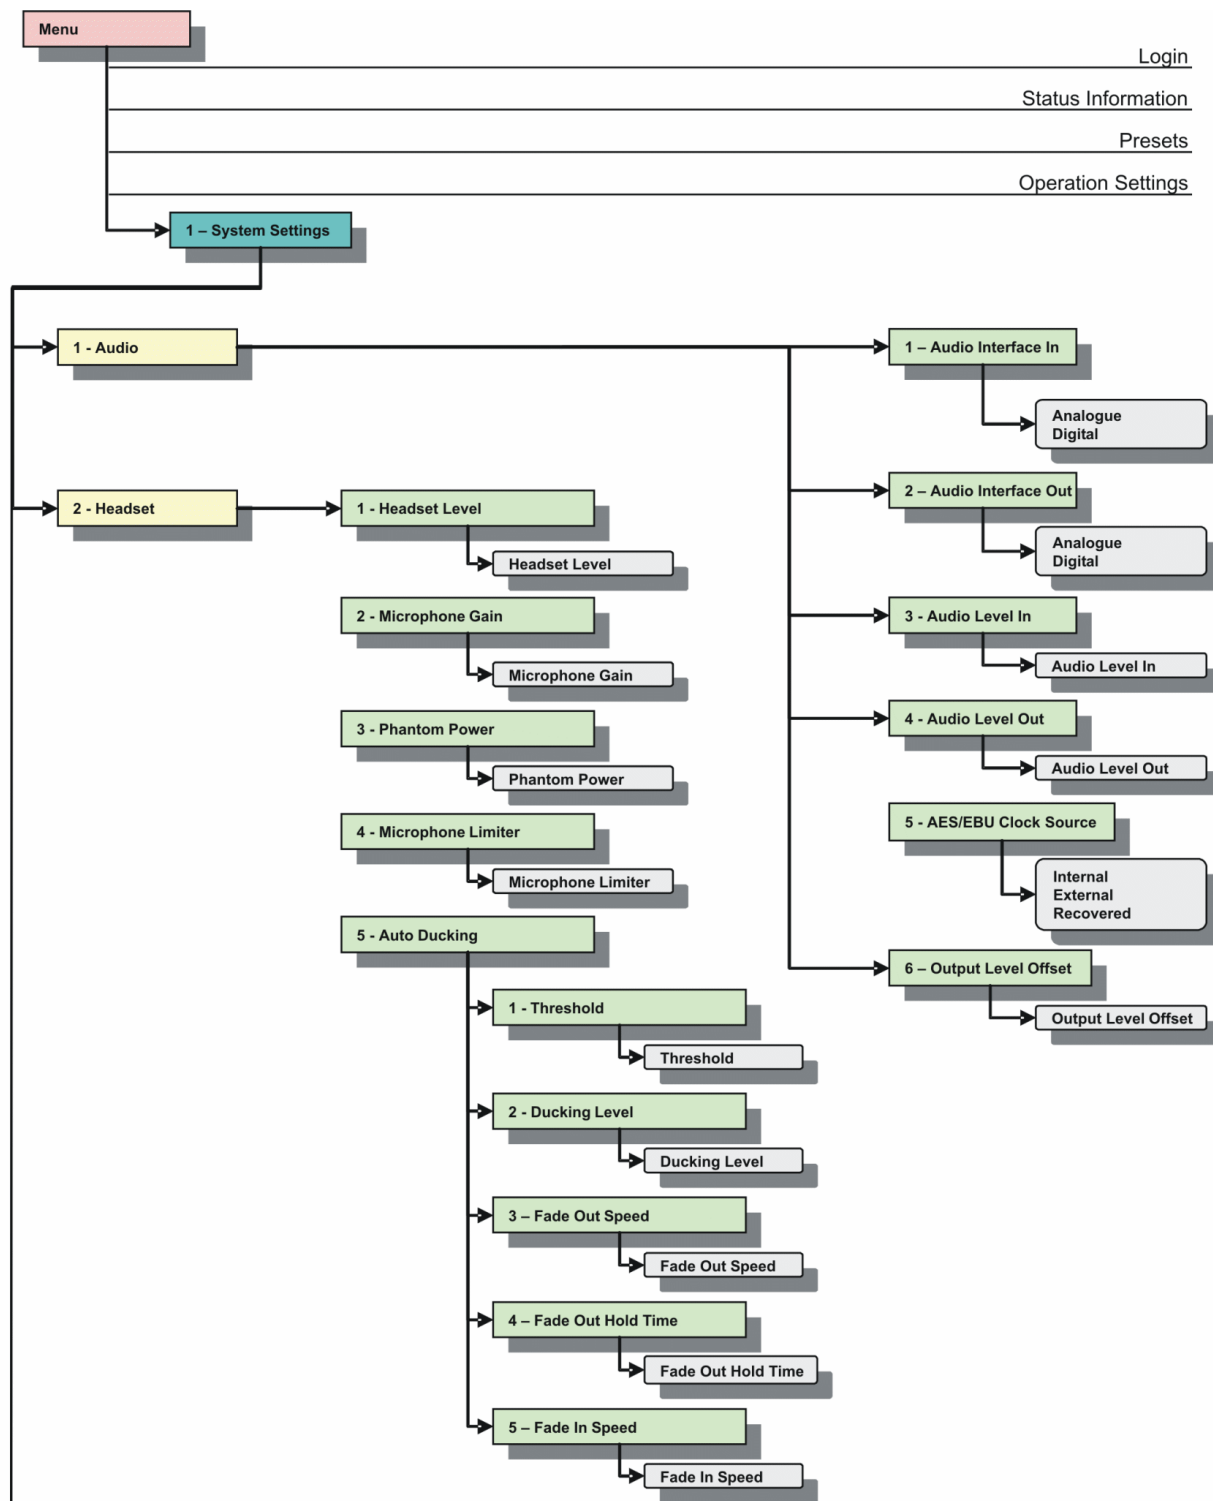 Menu
Login
Status Information
Presets
Operation Settings
1 – System Settings
1 - Audio
1 – Audio Interface In
Analogue
Digital
2 – Audio Interface Out
Analogue
Digital
3 - Audio Level In
Audio Level In
4 - Audio Level Out
Audio Level Out
5 - AES/EBU Clock Source
Internal
External
Recovered
6 – Output Level Offset
Output Level Offset
2 - Headset
1 - Headset Level
Headset Level
2 - Microphone Gain
Microphone Gain
3 - Phantom Power
Phantom Power
4 - Microphone Limiter
Microphone Limiter
5 - Auto Ducking
1 - Threshold
Threshold
2 - Ducking Level
Ducking Level
3 – Fade Out Speed
Fade Out Speed
4 – Fade Out Hold Time
Fade Out Hold Time
5 – Fade In Speed
Fade In Speed